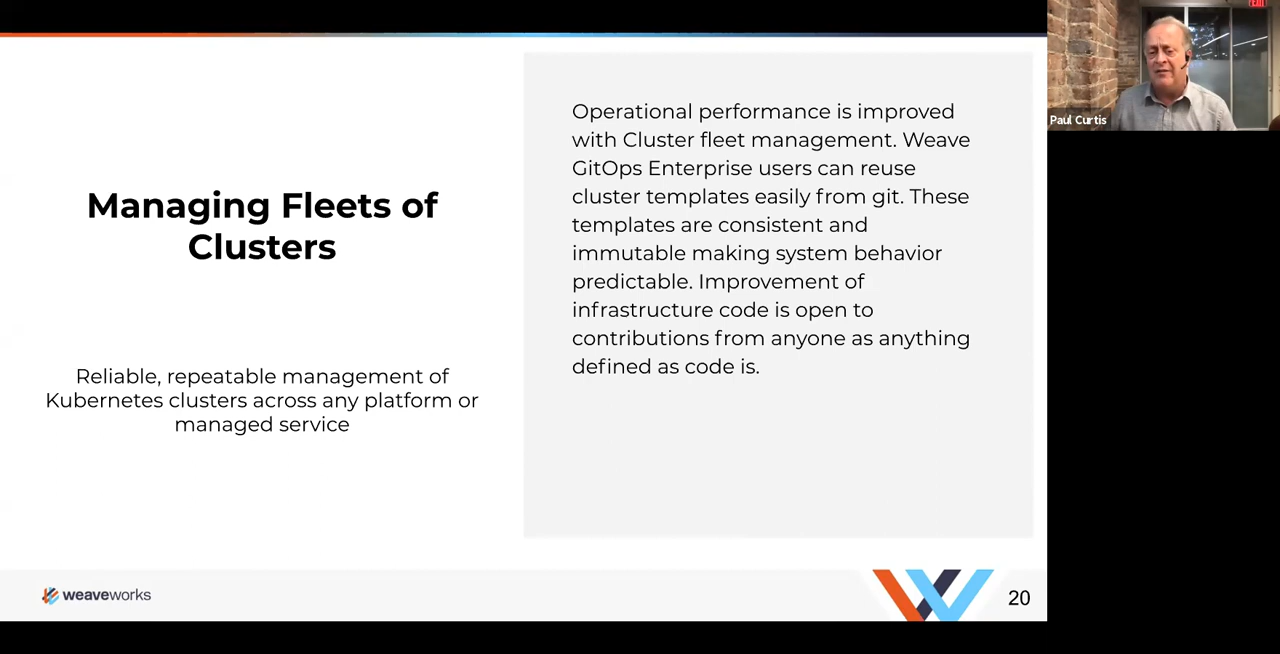 Managing Fleets of
Clusters
Reliable, repeatable management of
Kubernetes clusters across any platform or
managed service
Operational performance is improved
with Cluster fleet management. Weave
GitOps Enterprise users can reuse
cluster templates easily from git. These
templates are consistent and
immutable making system behavior
predictable. Improvement of
infrastructure code is open to
contributions from anyone as anything
defined as code is.
weaveworks
20
Paul Curtis
EXIT